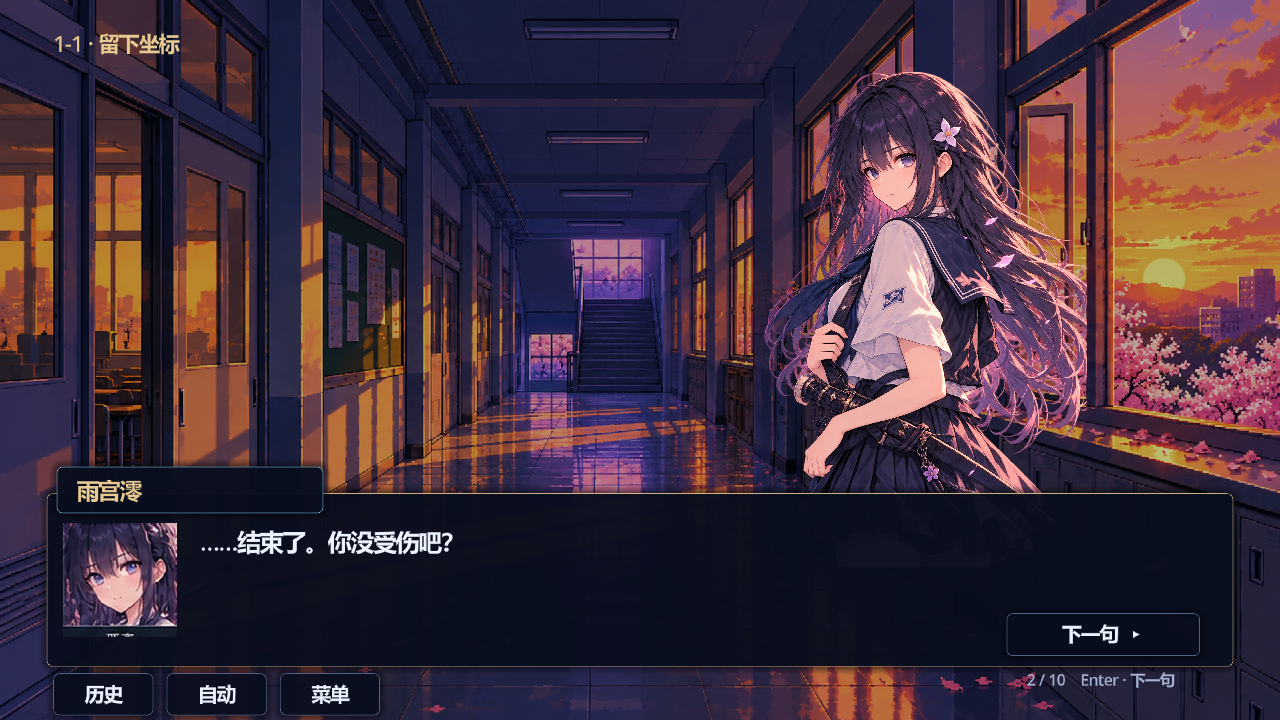 1-1 · 留下坐标
雨宫澪
……结束了。你没受伤吧？
下一句 ▸
历史
自动
菜单
2 / 10 Enter · 下一句